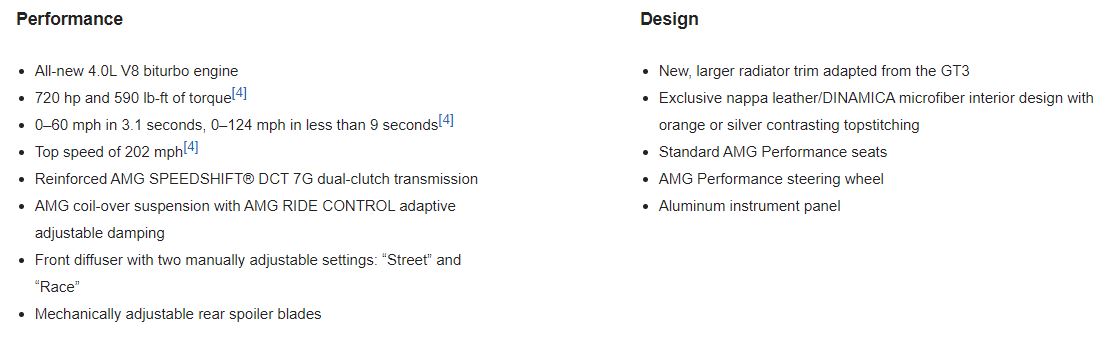 Performance
All-new 4.0L V8 biturbo engine
720 hp and 590 lb-ft of torque[4]
0–60 mph in 3.1 seconds, 0–124 mph in less than 9 seconds[4]
Top speed of 202 mph[4]
Reinforced AMG SPEEDSHIFT® DCT 7G dual-clutch transmission
AMG coil-over suspension with AMG RIDE CONTROL adaptive
adjustable damping
Front diffuser with two manually adjustable settings: “Street” and
“Race”
Mechanically adjustable rear spoiler blades
Design
New, larger radiator trim adapted from the GT3
Exclusive nappa leather/DINAMICA microfiber interior design with
orange or silver contrasting topstitching
Standard AMG Performance seats
AMG Performance steering wheel
Aluminum instrument panel